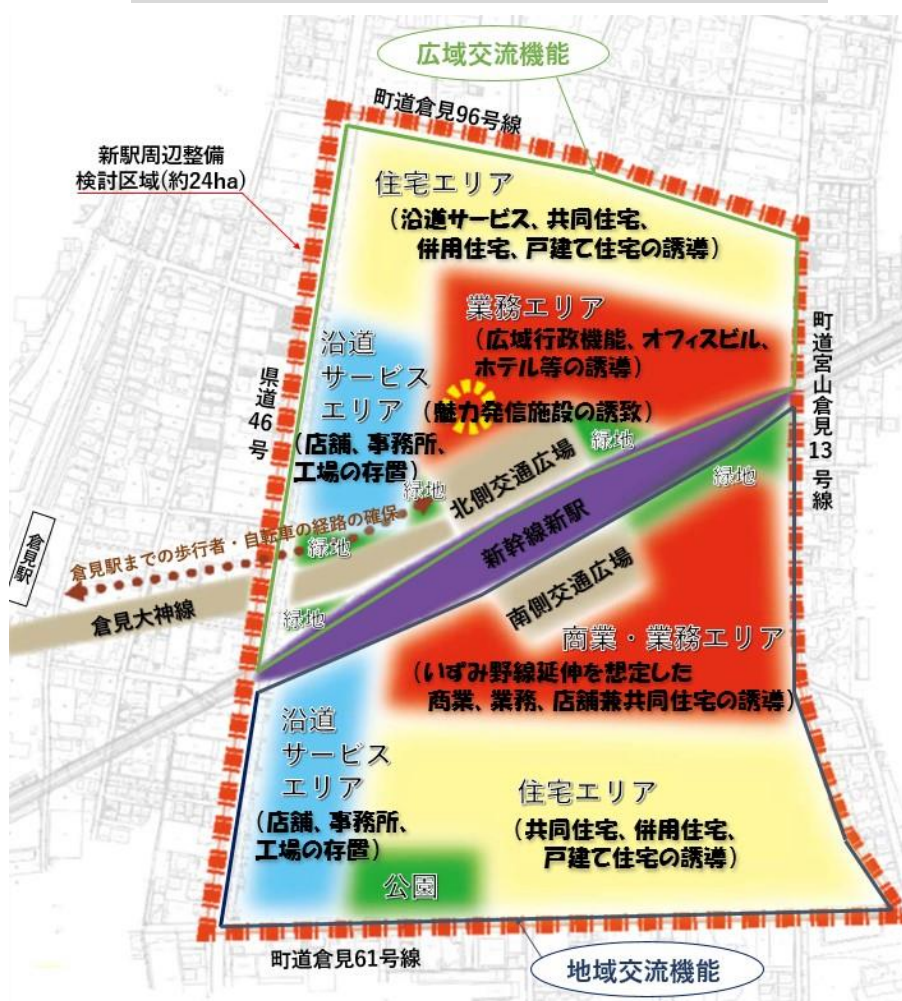 広域交流機能
町道倉見96号線
新駅周辺整備
検討区域(約24ha)
住宅エリア
(沿道サービス、共同住宅、
併用住宅、戸建て住宅の誘導)
業務エリア
(広域行政機能、オフィスビル、
ホテル等の誘導)
沿道
サービス
エリア
(店舗、事務所、
工場の存置)
(魅力発信施設の誘致)
県道46号
町道宮山倉見13号線
緑地
北側交通広場
緑地
緑地
倉見駅までの歩行者・自転車の経路の確保
倉見駅
緑地
新幹線新駅
倉見大神線
緑地
南側交通広場
商業・業務エリア
(いずみ野線延伸を想定した
商業、業務、店舗兼共同住宅の誘導)
沿道
サービス
エリア
(店舗、事務所、
工場の存置)
住宅エリア
(共同住宅、併用住宅、
戸建て住宅の誘導)
公園
町道倉見61号線
地域交流機能